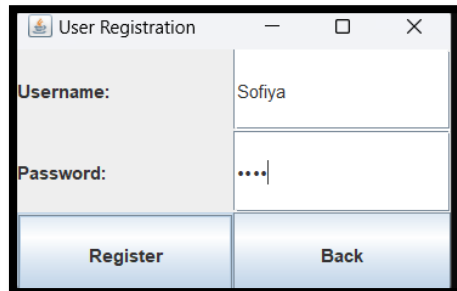 User Registration
Username: Sofiya
Password: ••••
Register Back